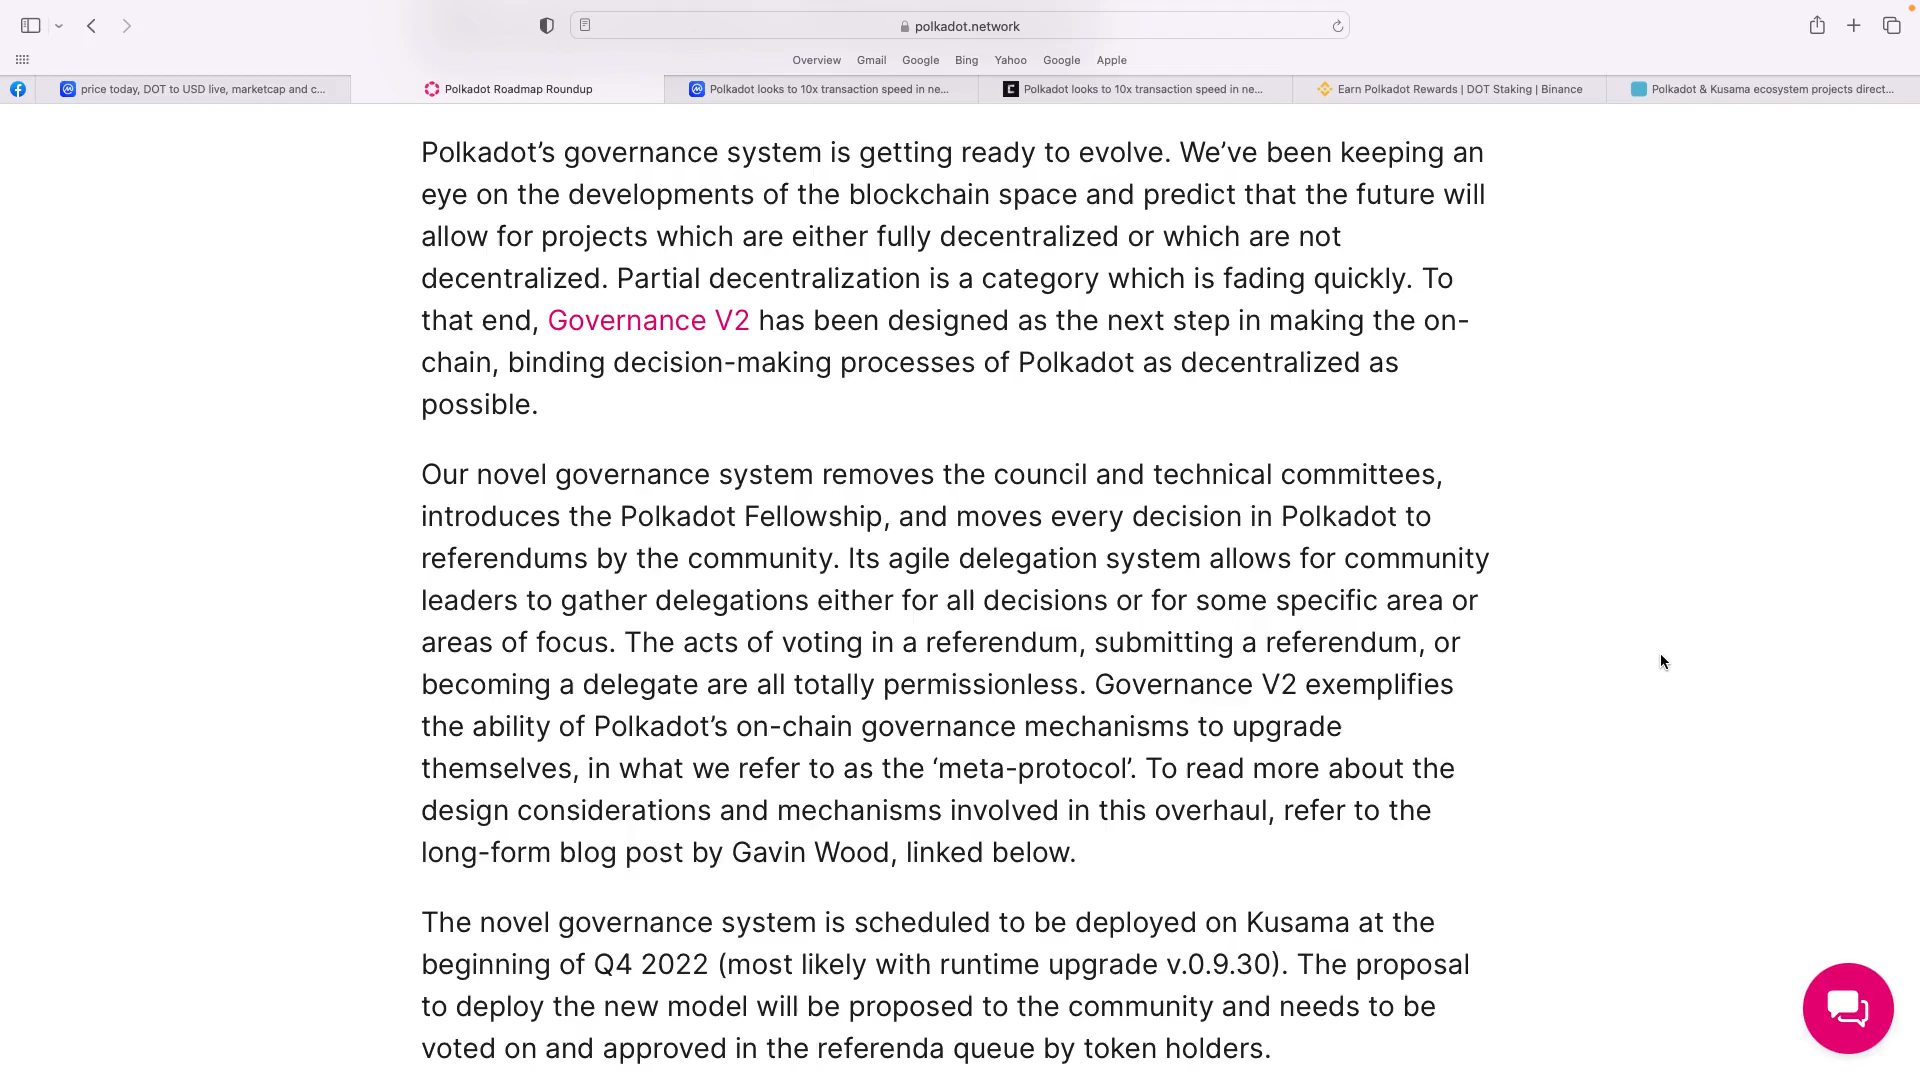 polkadot.network
Overview Gmail Google Bing Yahoo Google Apple
price today, DOT to USD live, marketcap and c...
Polkadot Roadmap Roundup
Polkadot looks to 10x transaction speed in ne...
Polkadot looks to 10x transaction speed in ne...
Earn Polkadot Rewards | DOT Staking | Binance
Polkadot & Kusama ecosystem projects direct...
Polkadot’s governance system is getting ready to evolve. We’ve been keeping an
eye on the developments of the blockchain space and predict that the future will
allow for projects which are either fully decentralized or which are not
decentralized. Partial decentralization is a category which is fading quickly. To
that end, Governance V2 has been designed as the next step in making the on-
chain, binding decision-making processes of Polkadot as decentralized as
possible.
Our novel governance system removes the council and technical committees,
introduces the Polkadot Fellowship, and moves every decision in Polkadot to
referendums by the community. Its agile delegation system allows for community
leaders to gather delegations either for all decisions or for some specific area or
areas of focus. The acts of voting in a referendum, submitting a referendum, or
becoming a delegate are all totally permissionless. Governance V2 exemplifies
the ability of Polkadot’s on-chain governance mechanisms to upgrade
themselves, in what we refer to as the ‘meta-protocol’. To read more about the
design considerations and mechanisms involved in this overhaul, refer to the
long-form blog post by Gavin Wood, linked below.
The novel governance system is scheduled to be deployed on Kusama at the
beginning of Q4 2022 (most likely with runtime upgrade v.0.9.30). The proposal
to deploy the new model will be proposed to the community and needs to be
voted on and approved in the referenda queue by token holders.